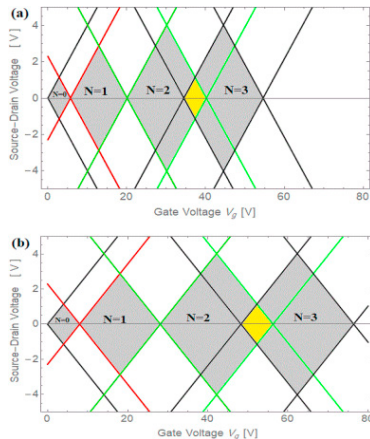 (a)
4
2
0
-2
-4
Source-Drain Voltage [V]
N=0
N=1
N=2
N=3
0
20
40
60
80
Gate Voltage Vg [V]
(b)
4
2
0
-2
-4
Source-Drain Voltage [V]
N=0
N=1
N=2
N=3
0
20
40
60
80
Gate Voltage Vg [V]